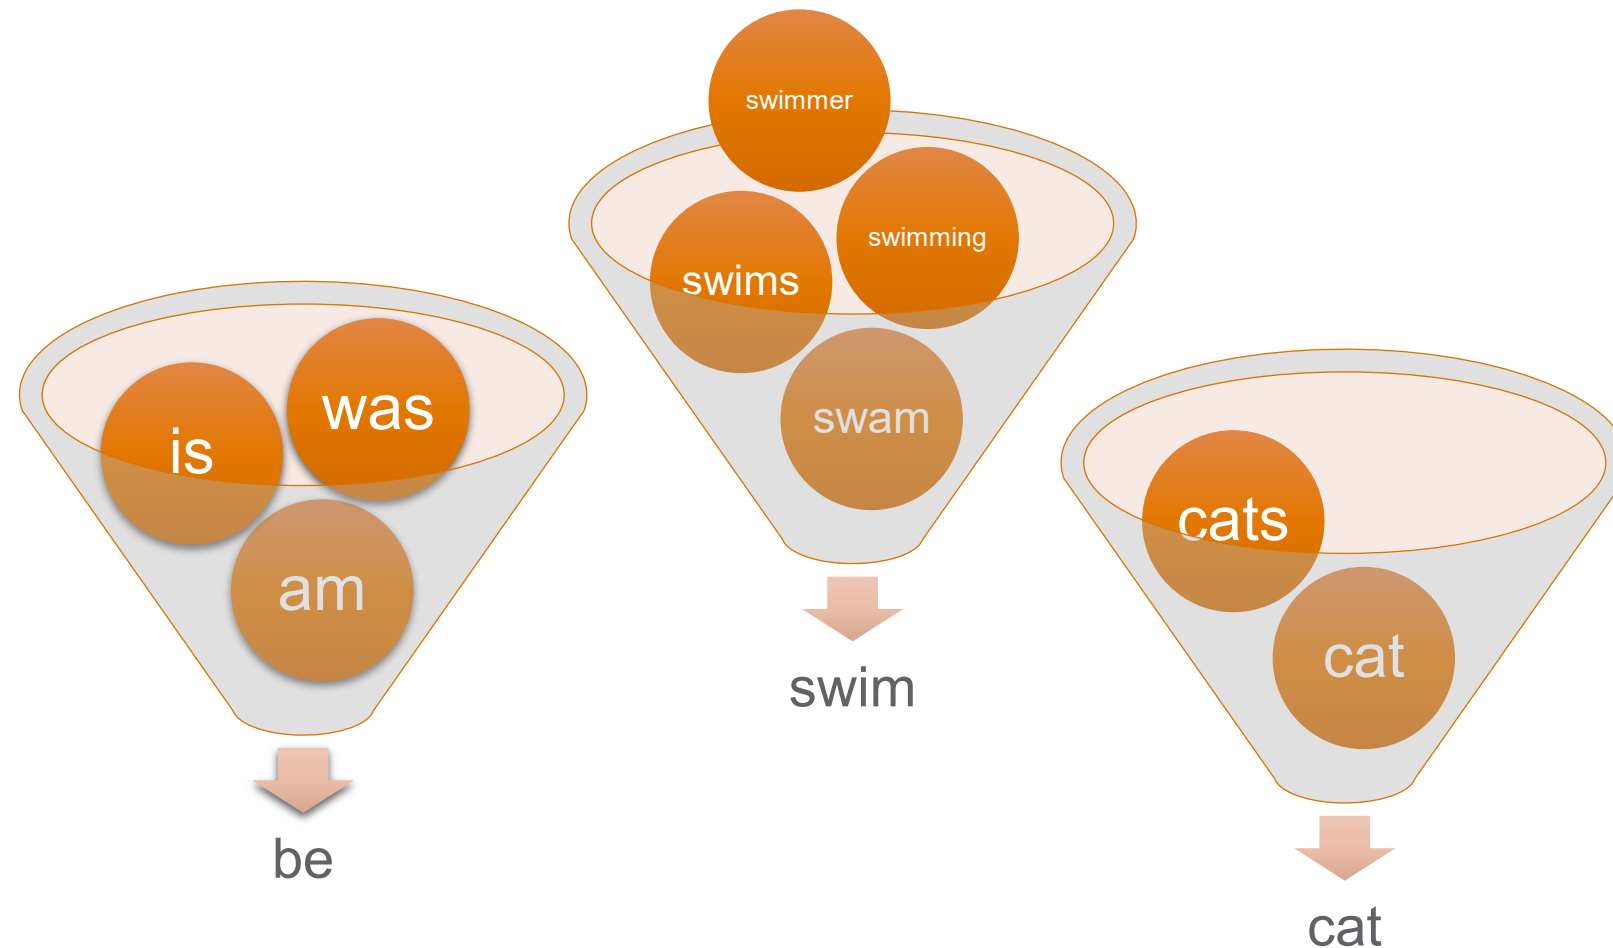 is
was
am
be
swimmer
swimming
swims
swam
swim
cats
cat
cat